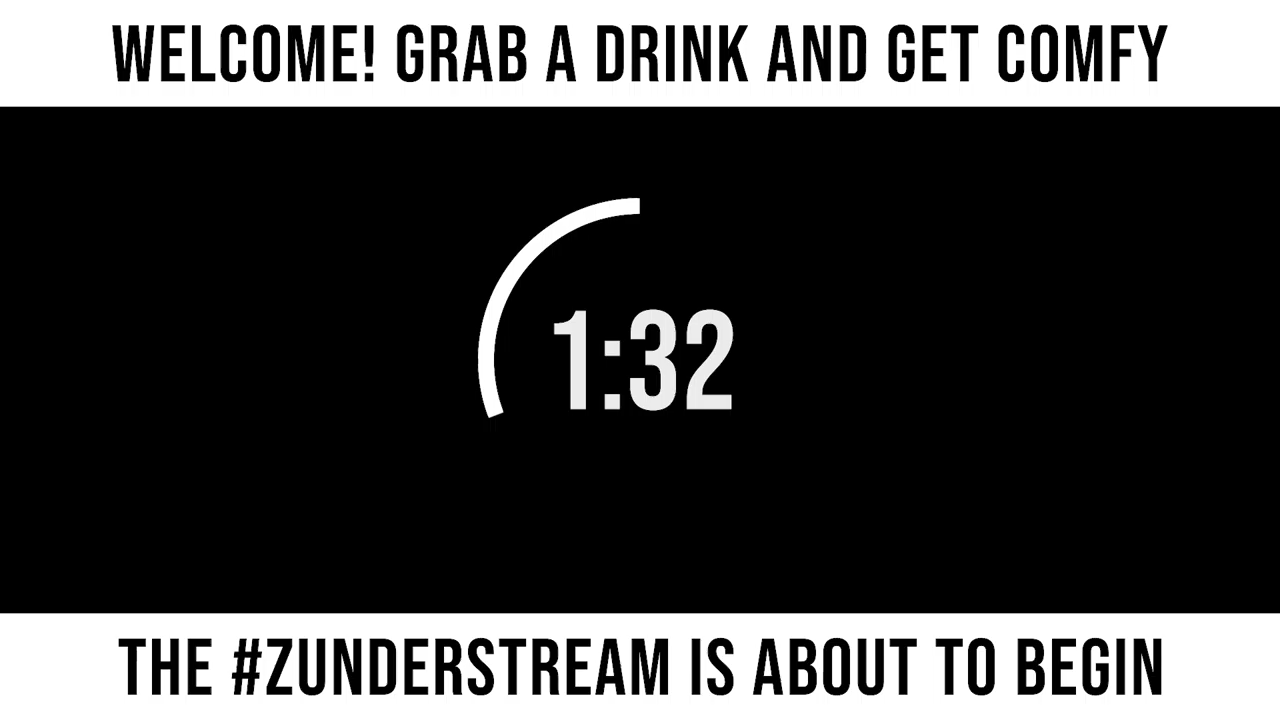 WELCOME! GRAB A DRINK AND GET COMFY
1:32
THE #ZUNDERSTREAM IS ABOUT TO BEGIN